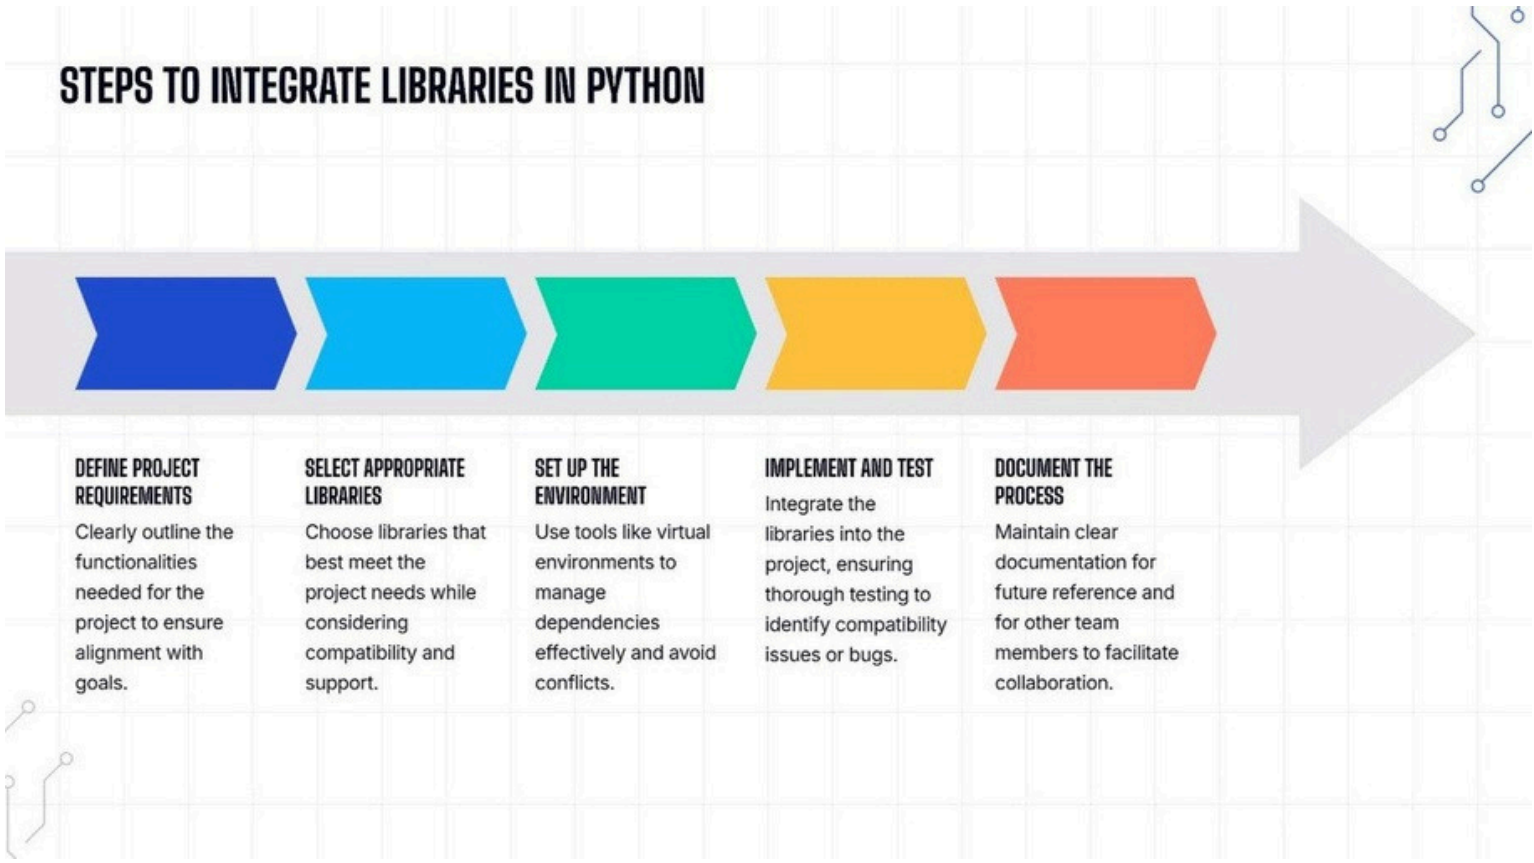 STEPS TO INTEGRATE LIBRARIES IN PYTHON
DEFINE PROJECT
REQUIREMENTS
Clearly outline the
functionalities
needed for the
project to ensure
alignment with
goals.
SELECT APPROPRIATE
LIBRARIES
Choose libraries that
best meet the
project needs while
considering
compatibility and
support.
SET UP THE
ENVIRONMENT
Use tools like virtual
environments to
manage
dependencies
effectively and avoid
conflicts.
IMPLEMENT AND TEST
Integrate the
libraries into the
project, ensuring
thorough testing to
identify compatibility
issues or bugs.
DOCUMENT THE
PROCESS
Maintain clear
documentation for
future reference and
for other team
members to facilitate
collaboration.